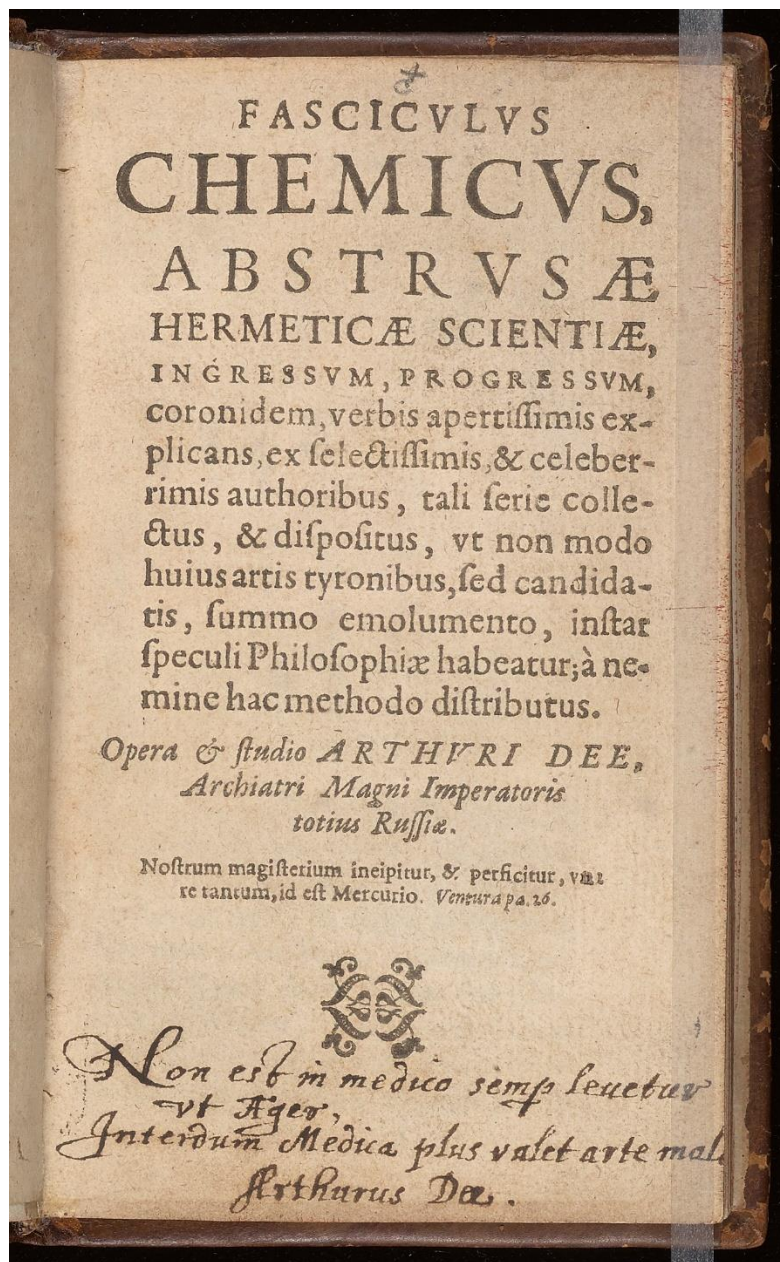 FASCICVLVS
CHEMICVS,
ABSTRVSÆ
HERMETICÆ SCIENTIÆ,
INGRESSVM, PROGRESSVM,
coronidem, verbis apertiſſimis ex-
plicans, ex ſelectiſſimis, & celeber-
rimis authoribus, tali ſerie colle-
ctus, & diſpoſitus, vt non modo
huius artis tyronibus, ſed candida-
tis, ſummo emolumento, inſtar
ſpeculi Philoſophiæ habeatur; à ne-
mine hac methodo diſtributus.
Opera & ſtudio ARTHVRI DEE,
Archiatri Magni Imperatoris
totius Ruſſiæ.
Noſtrum magiſterium ineipitur, & perficitur, vna
re tantum, id eſt Mercurio. Ventura pa. 26.
Non est in medico semp leuetur
vt Æger,
Interdum Medica plus valet arte
Arthurus Dee.